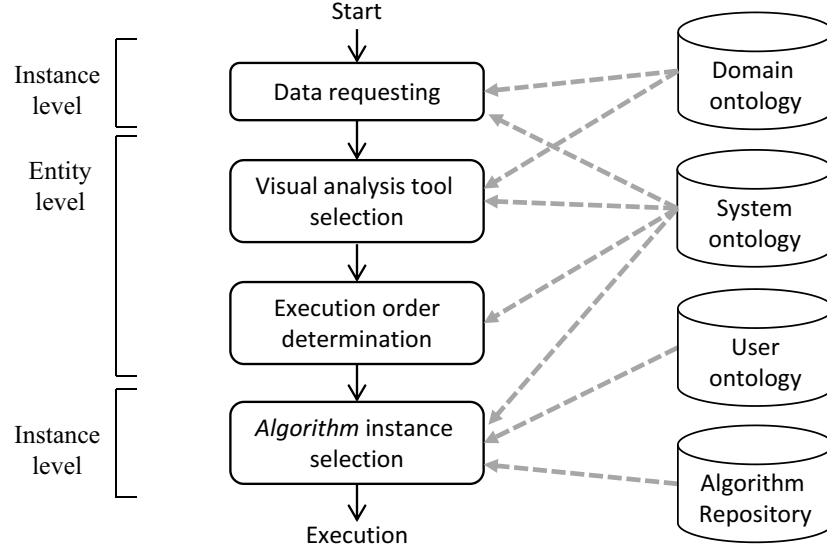 Start
Instance
level
Data requesting
Domain
ontology
Entity
level
Visual analysis tool
selection
System
ontology
Execution order
determination
User
ontology
Instance
level
Algorithm instance
selection
Algorithm
Repository
Execution